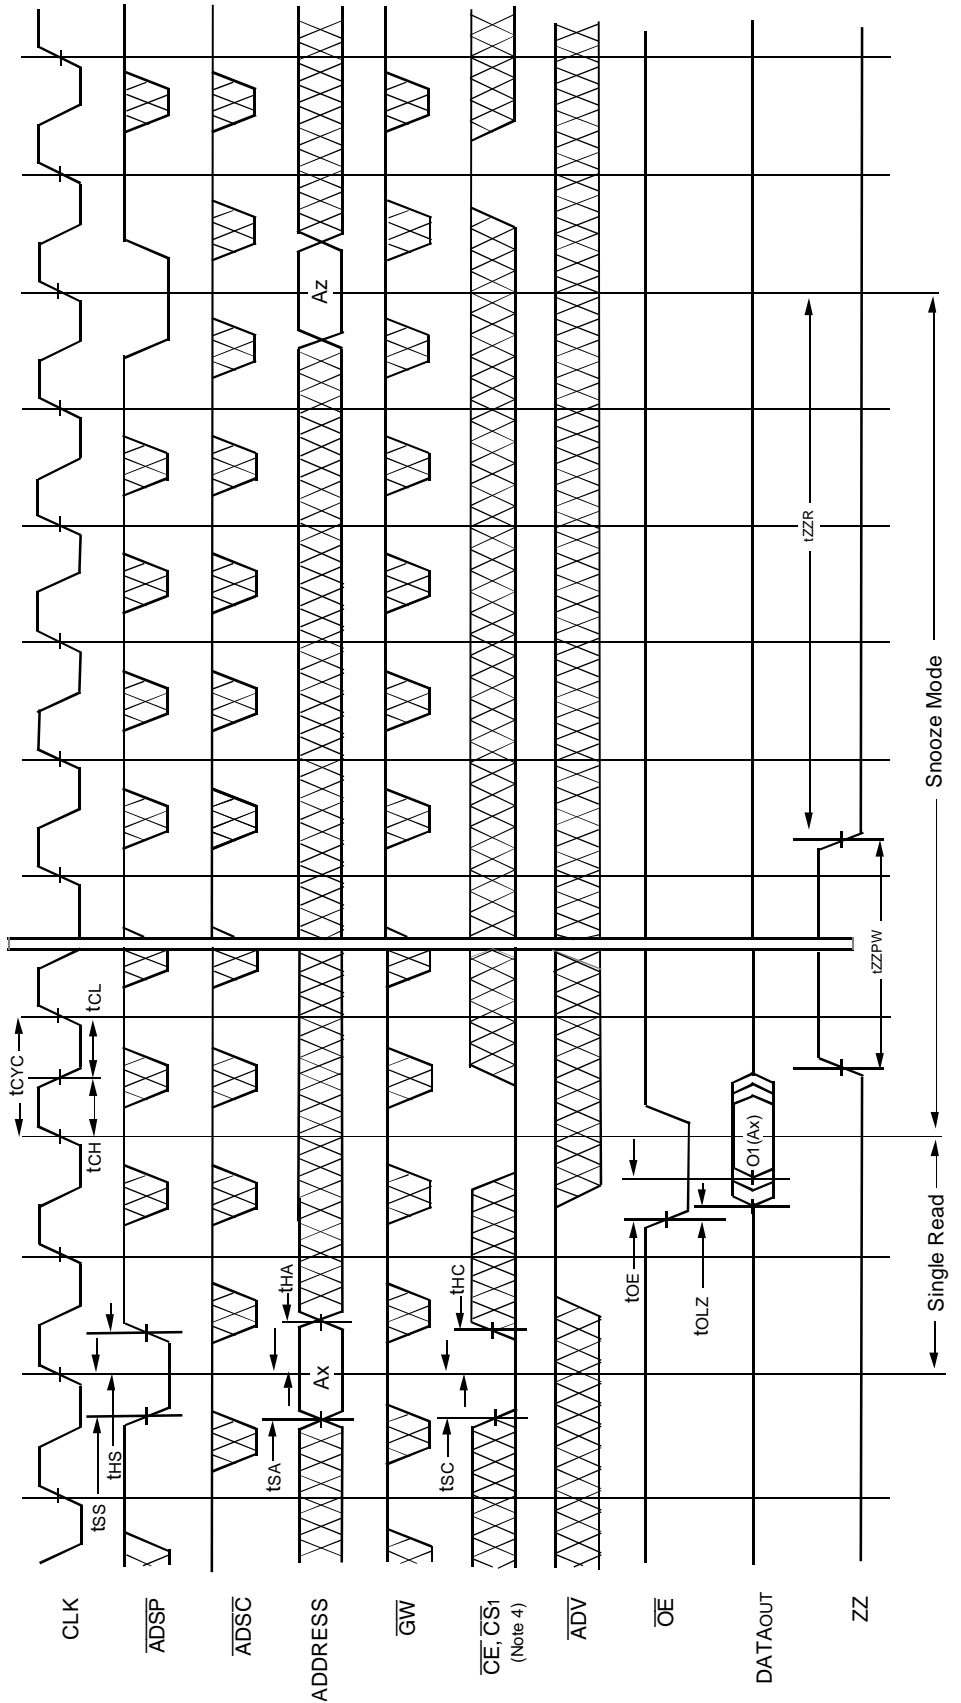 CLK
tCYC
tCH
tCL
tSS
tHS
ADSP
ADSC
ADDRESS
tSA
tHA
Ax
Az
GW
CE, CS1
(Note 4)
tSC
tHC
ADV
OE
tOE
tOLZ
DATAOUT
O1(Ax)
ZZ
tZZPW
tZZR
Single Read
Snooze Mode